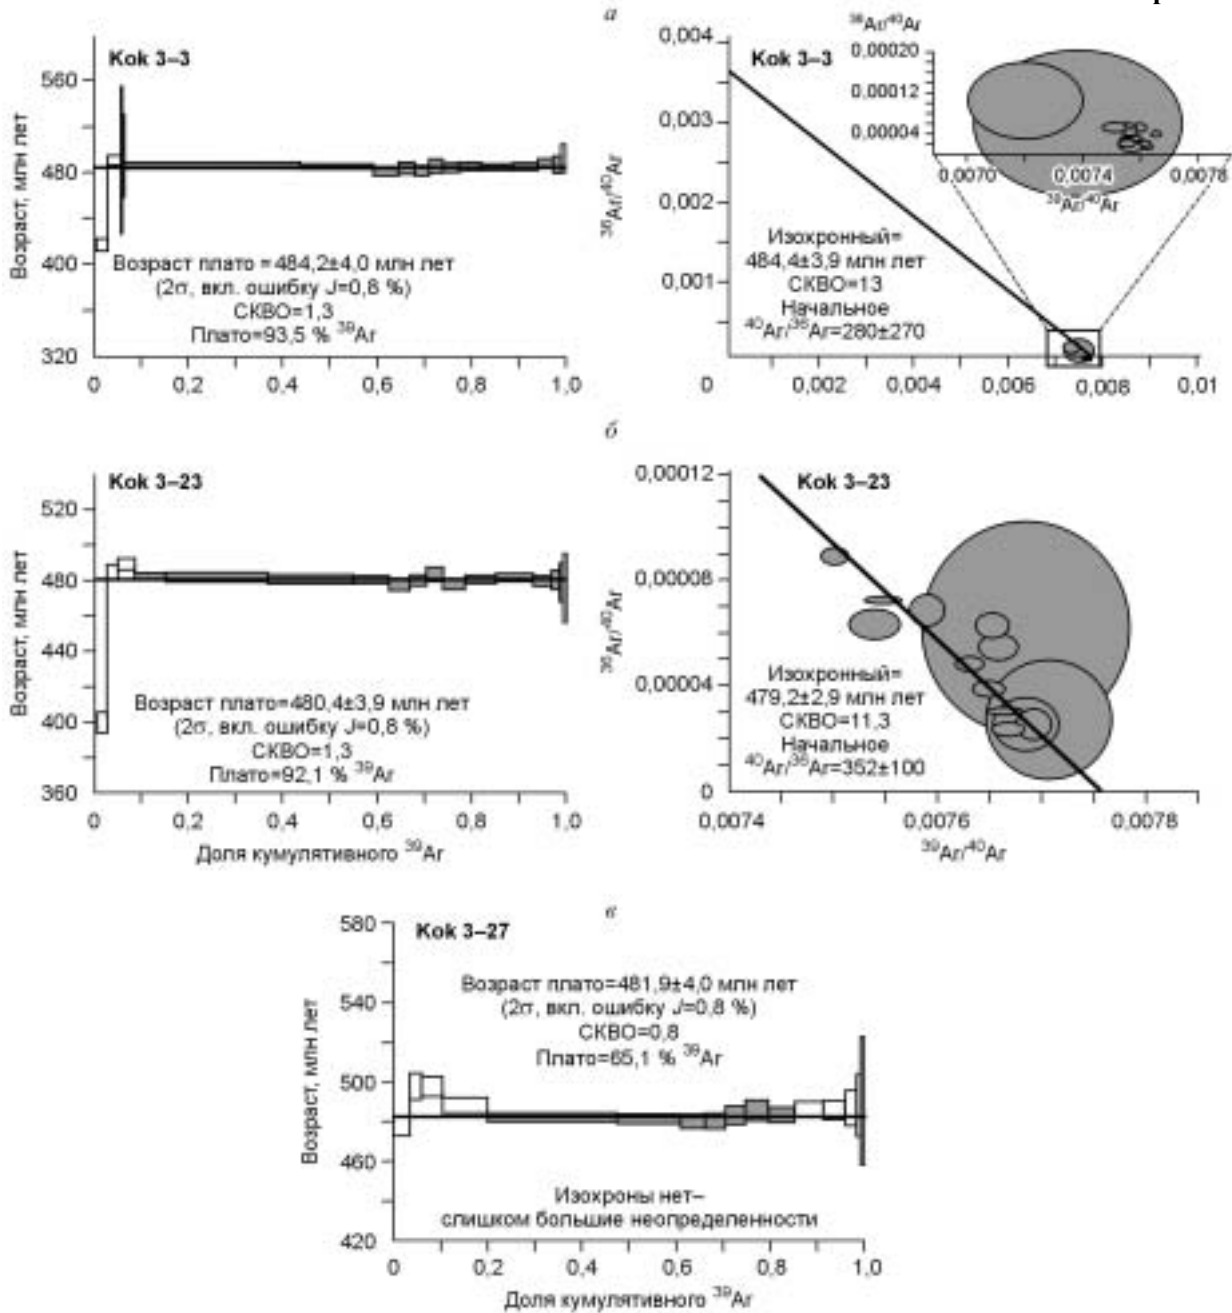 а
Kok 3–3
Возраст, млн лет
560
480
400
320
Возраст плато = 484,2±4,0 млн лет
(2σ, вкл. ошибку J=0,8 %)
СКВО=1,3
Плато=93,5 % ³⁹Ar
0 0,2 0,4 0,6 0,8 1,0
Kok 3–3
³⁶Ar/⁴⁰Ar
0,004
0,003
0,002
0,001
0 0,002 0,004 0,006 0,008 0,01
Изохронный=
484,4±3,9 млн лет
СКВО=13
Начальное
⁴⁰Ar/³⁶Ar=280±270
³⁶Ar/⁴⁰Ar
0,00020
0,00012
0,00004
0,0070 0,0074 0,0078
³⁹Ar/⁴⁰Ar
б
Kok 3–23
Возраст, млн лет
520
480
440
400
360
Возраст плато=480,4±3,9 млн лет
(2σ, вкл. ошибку J=0,8 %)
СКВО=1,3
Плато=92,1 % ³⁹Ar
0 0,2 0,4 0,6 0,8 1,0
Доля кумулятивного ³⁹Ar
Kok 3–23
³⁶Ar/⁴⁰Ar
0,00012
0,00008
0,00004
0
Изохронный=
479,2±2,9 млн лет
СКВО=11,3
Начальное
⁴⁰Ar/³⁶Ar=352±100
0,0074 0,0076 0,0078
³⁹Ar/⁴⁰Ar
в
Kok 3–27
Возраст, млн лет
580
540
500
460
420
Возраст плато=481,9±4,0 млн лет
(2σ, вкл. ошибку J=0,8 %)
СКВО=0,8
Плато=65,1 % ³⁹Ar
Изохроны нет–
слишком большие неопределенности
0 0,2 0,4 0,6 0,8 1,0
Доля кумулятивного ³⁹Ar